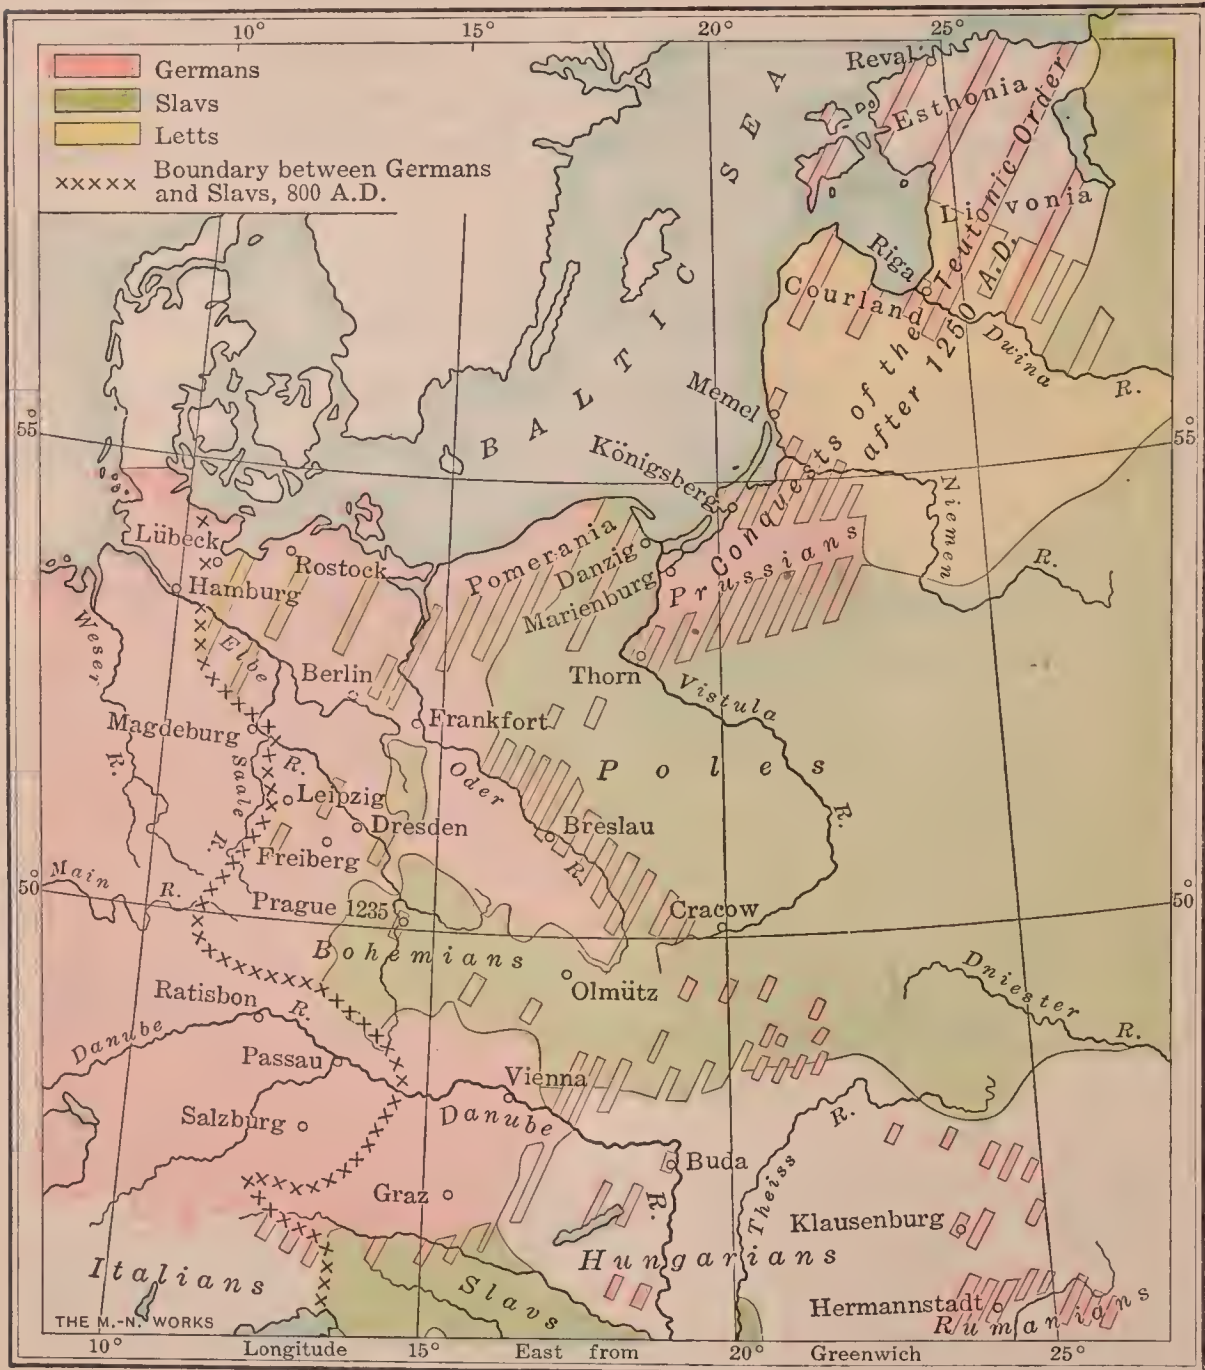 10° 15° 20° 25°
Germans
Slavs
Letts
xxxxx Boundary between Germans
and Slavs, 800 A.D.
BALTIC SEA
Reval
Esthonia
Livonia
Riga
Courland
Dwina R.
Conquests of the Teutonic Order
after 1250 A.D.
Memel
55° 55°
Königsberg
Niemen R.
Lübeck
Rostock
Hamburg
Pomerania
Danzig
Marienburg
Prussians
Weser R.
Elbe R.
Berlin
Thorn
Vistula R.
Magdeburg
Frankfort
Saale R.
Oder R.
Poles
Leipzig
Dresden
Breslau
Freiberg
50° 50°
Main R.
Prague 1235
Cracow
Bohemians
Olmütz
Dniester R.
Ratisbon
Danube R.
Passau
Vienna
Salzburg
Danube R.
Buda
Theiss R.
Graz
Klausenburg
Hungarians
Italians
Slavs
Hermannstadt
Rumanians
THE M.-N. WORKS
10° Longitude 15° East from 20° Greenwich 25°